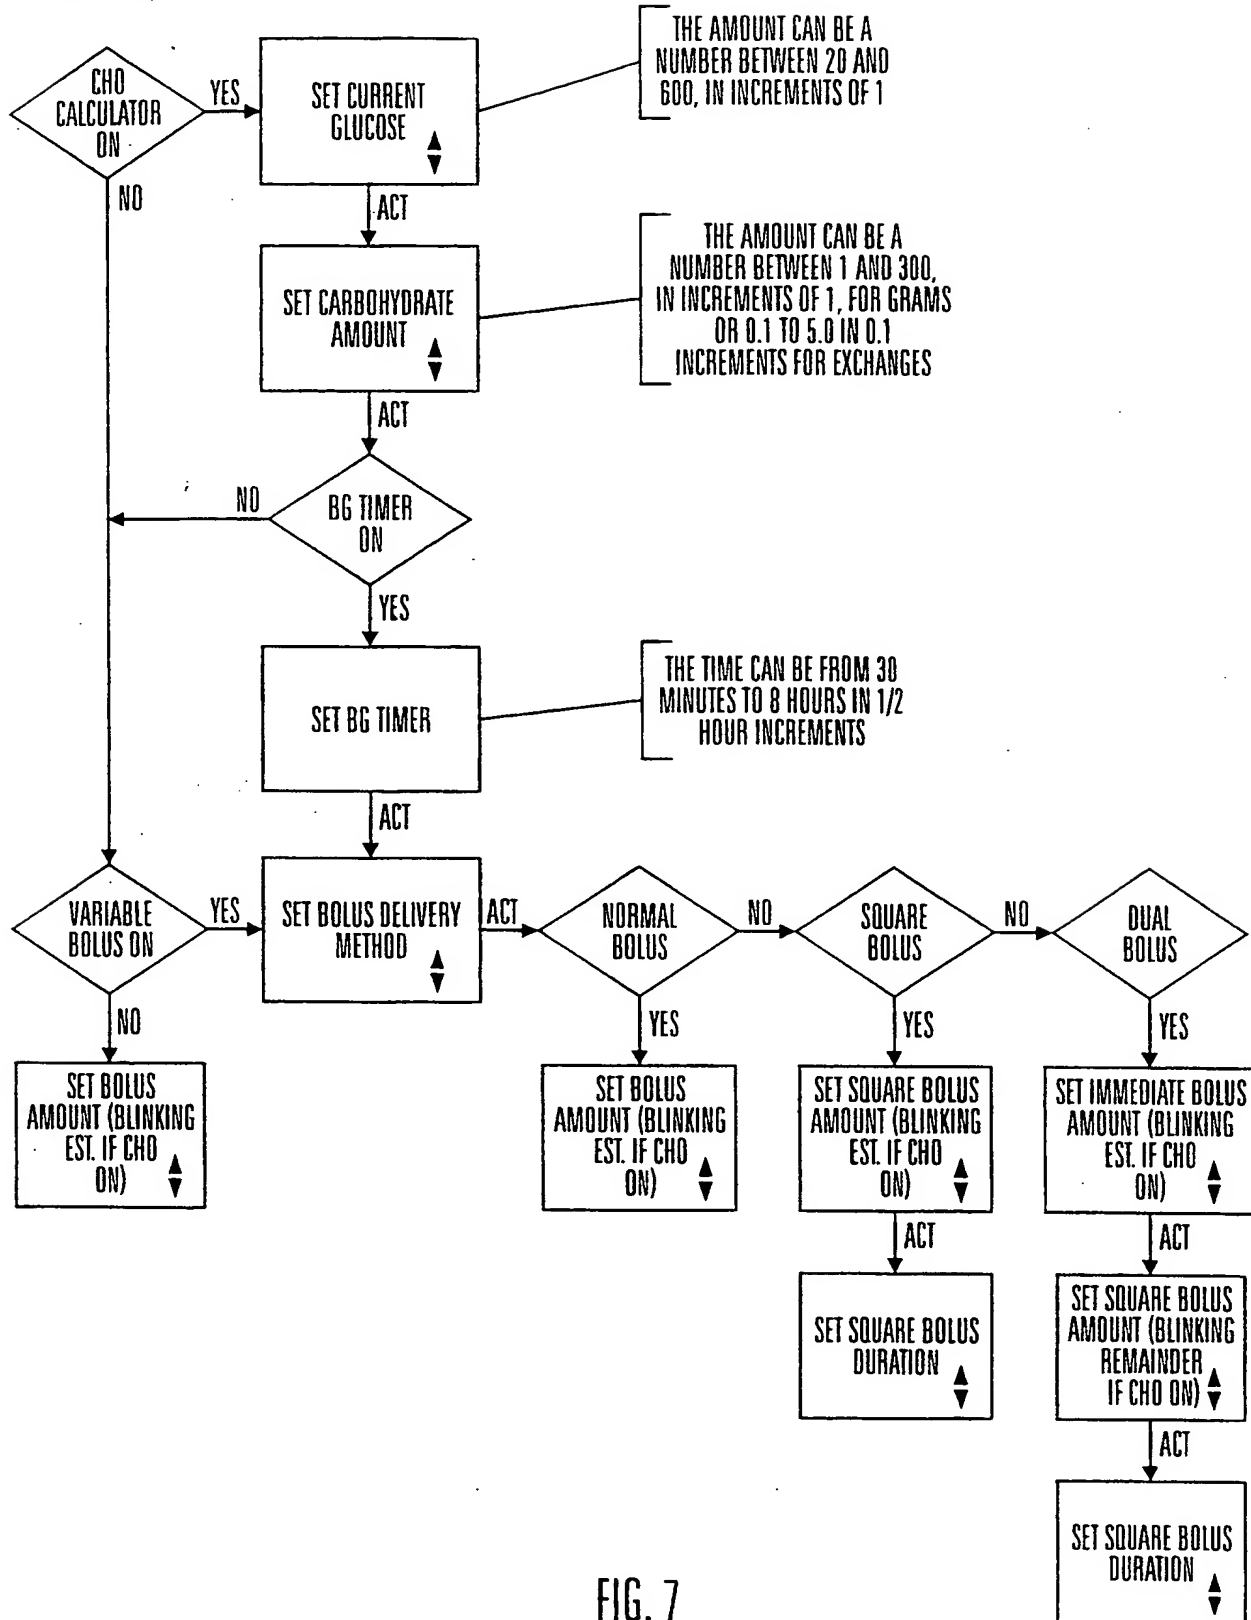 CHO
CALCULATOR
ON
YES
NO
SET CURRENT
GLUCOSE
THE AMOUNT CAN BE A
NUMBER BETWEEN 20 AND
600, IN INCREMENTS OF 1
ACT
SET CARBOHYDRATE
AMOUNT
THE AMOUNT CAN BE A
NUMBER BETWEEN 1 AND 300,
IN INCREMENTS OF 1, FOR GRAMS
OR 0.1 TO 5.0 IN 0.1
INCREMENTS FOR EXCHANGES
ACT
BG TIMER
ON
NO
YES
SET BG TIMER
THE TIME CAN BE FROM 30
MINUTES TO 8 HOURS IN 1/2
HOUR INCREMENTS
ACT
VARIABLE
BOLUS ON
YES
NO
SET BOLUS DELIVERY
METHOD
ACT
NORMAL
BOLUS
NO
YES
SQUARE
BOLUS
NO
YES
DUAL
BOLUS
YES
SET BOLUS
AMOUNT (BLINKING
EST. IF CHO
ON)
SET BOLUS
AMOUNT (BLINKING
EST. IF CHO
ON)
SET SQUARE BOLUS
AMOUNT (BLINKING
EST. IF CHO
ON)
ACT
SET SQUARE BOLUS
DURATION
SET IMMEDIATE BOLUS
AMOUNT (BLINKING
EST. IF CHO
ON)
ACT
SET SQUARE BOLUS
AMOUNT (BLINKING
REMAINDER
IF CHO ON)
ACT
SET SQUARE BOLUS
DURATION
FIG. 7